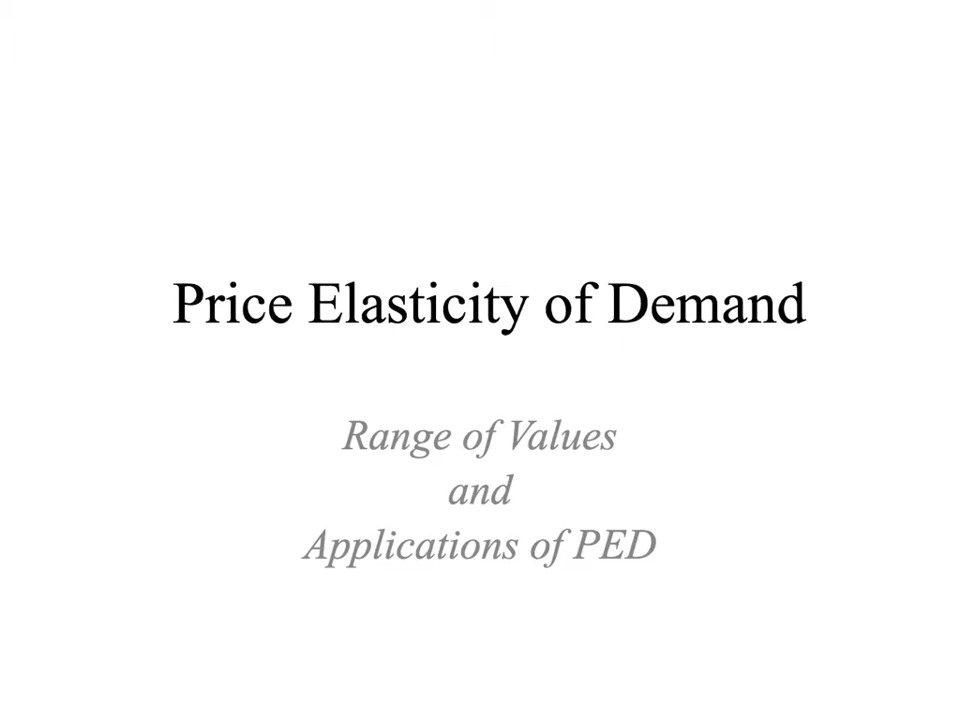 Price Elasticity of Demand
Range of Values
and
Applications of PED